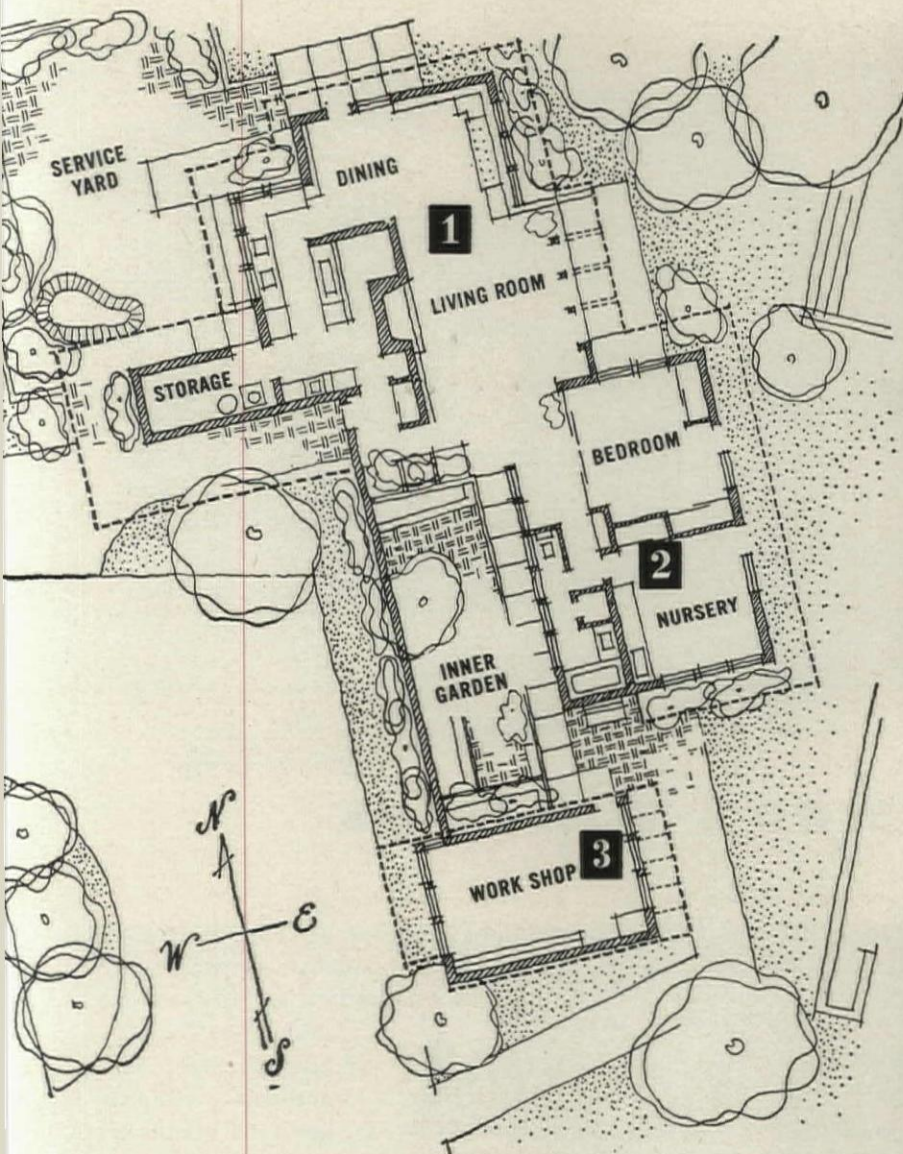 SERVICE
YARD
DINING
1
LIVING ROOM
STORAGE
BEDROOM
2
NURSERY
INNER
GARDEN
3
WORK SHOP
N
W
E
S